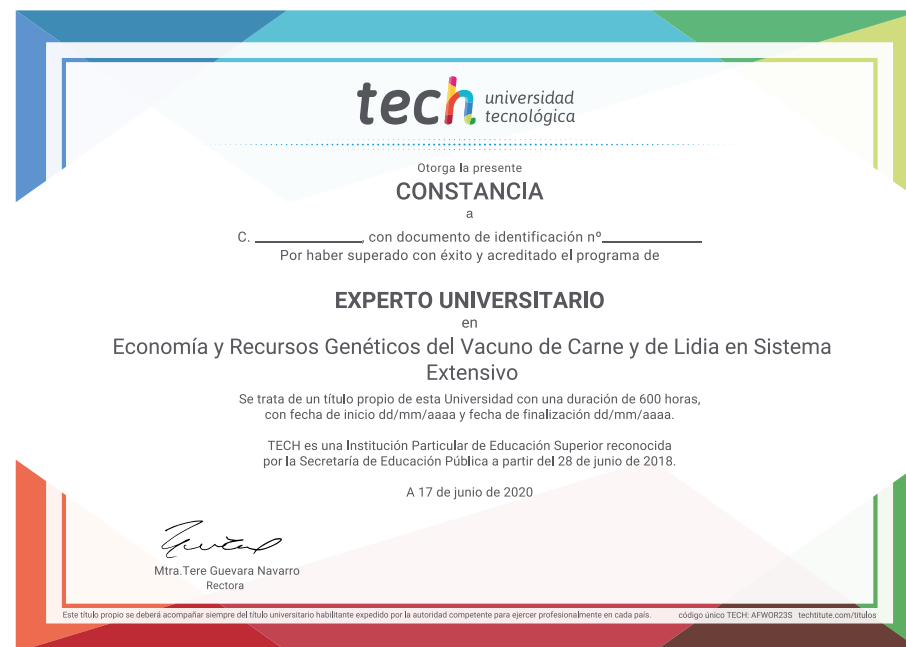 tech universidad
tecnológica
Otorga la presente
CONSTANCIA
a
C. ____________, con documento de identificación nº____________
Por haber superado con éxito y acreditado el programa de
EXPERTO UNIVERSITARIO
en
Economía y Recursos Genéticos del Vacuno de Carne y de Lidia en Sistema
Extensivo
Se trata de un título propio de esta Universidad con una duración de 600 horas,
con fecha de inicio dd/mm/aaaa y fecha de finalización dd/mm/aaaa.
TECH es una Institución Particular de Educación Superior reconocida
por la Secretaría de Educación Pública a partir del 28 de junio de 2018.
A 17 de junio de 2020
Mtra.Tere Guevara Navarro
Rectora
Este título propio se deberá acompañar siempre del título universitario habilitante expedido por la autoridad competente para ejercer profesionalmente en cada país. código único TECH: AFWOR23S techtitute.com/titulos